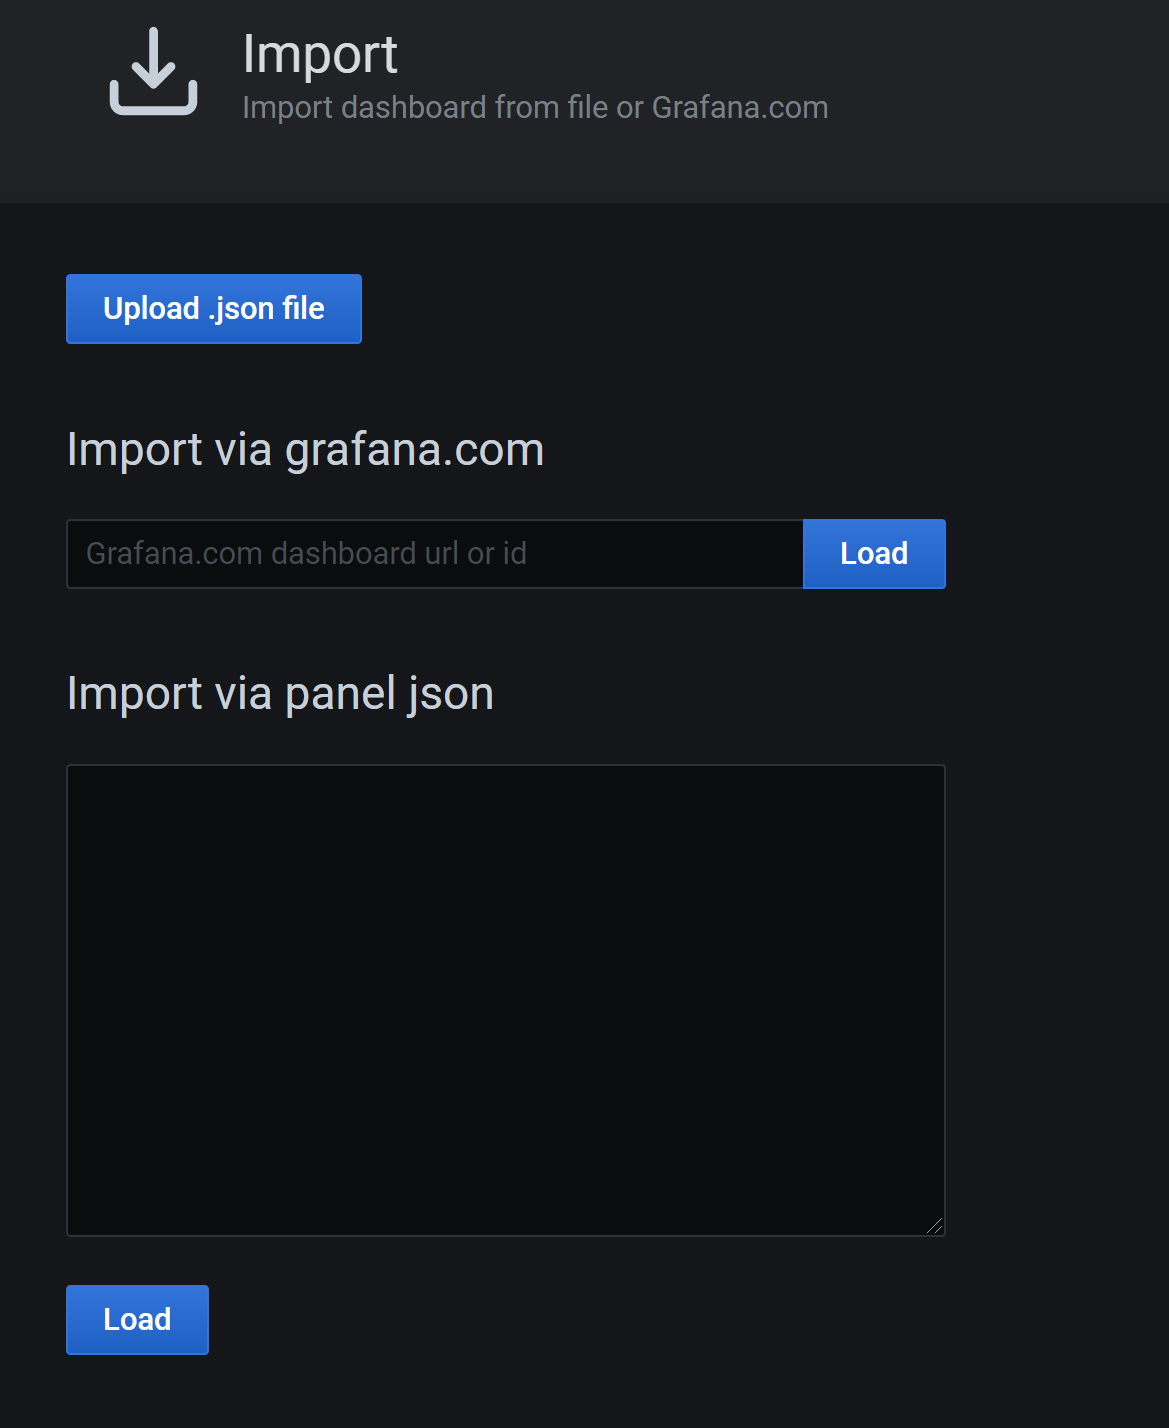 Import
Import dashboard from file or Grafana.com
Upload .json file
Import via grafana.com
Grafana.com dashboard url or id
Load
Import via panel json
Load